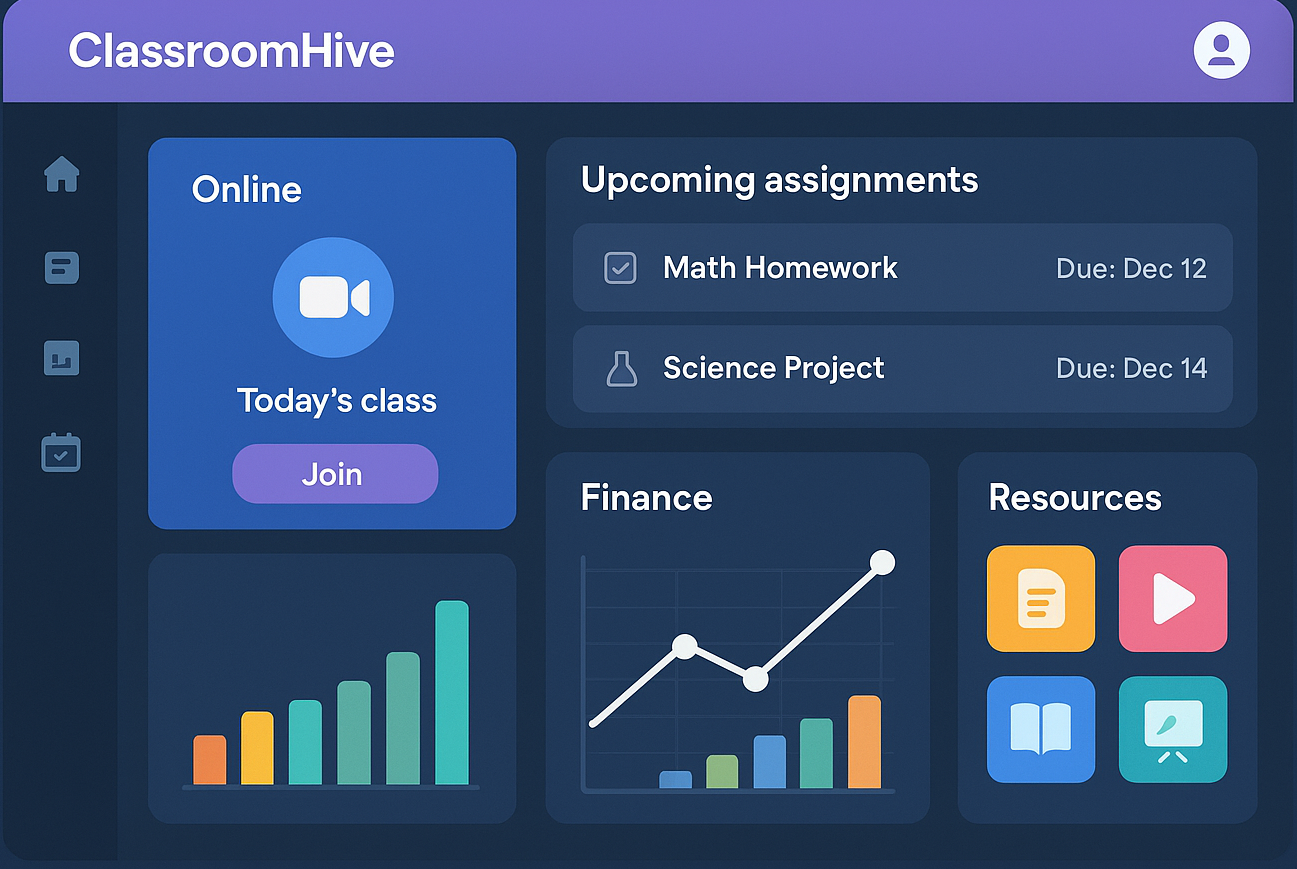 ClassroomHive
Online
Today’s class
Join
Upcoming assignments
Math Homework Due: Dec 12
Science Project Due: Dec 14
Finance
Resources